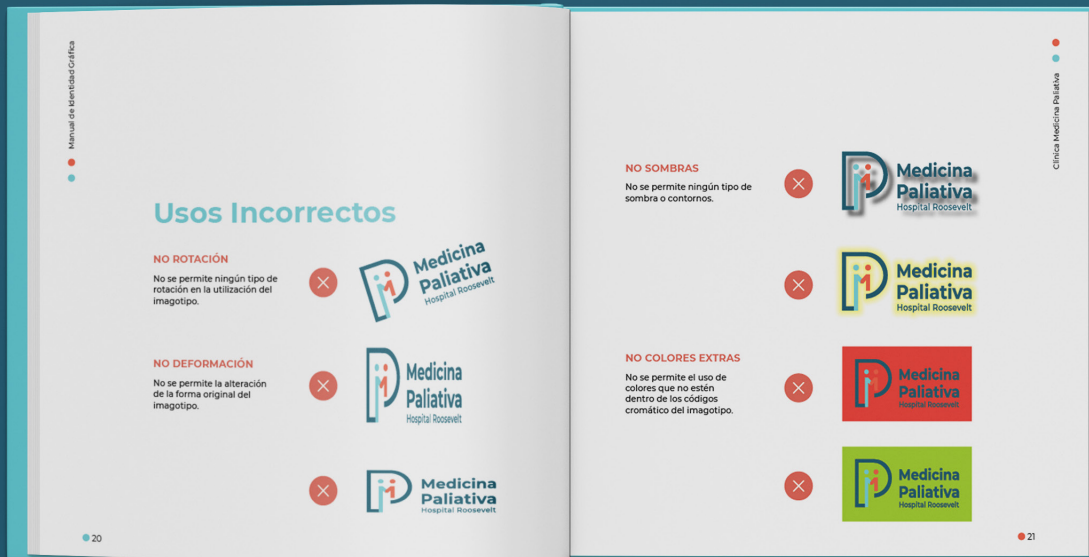 Manual de Identidad Gráfica
Usos Incorrectos
NO ROTACIÓN
No se permite ningún tipo de
rotación en la utilización del
imagotipo.
Medicina
Paliativa
Hospital Roosevelt
NO DEFORMACIÓN
No se permite la alteración
de la forma original del
imagotipo.
Medicina
Paliativa
Hospital Roosevelt
Medicina
Paliativa
Hospital Roosevelt
20
Clínica Medicina Paliativa
NO SOMBRAS
No se permite ningún tipo de
sombra o contornos.
Medicina
Paliativa
Hospital Roosevelt
Medicina
Paliativa
Hospital Roosevelt
NO COLORES EXTRAS
No se permite el uso de
colores que no estén
dentro de los códigos
cromático del imagotipo.
Medicina
Paliativa
Hospital Roosevelt
Medicina
Paliativa
Hospital Roosevelt
21